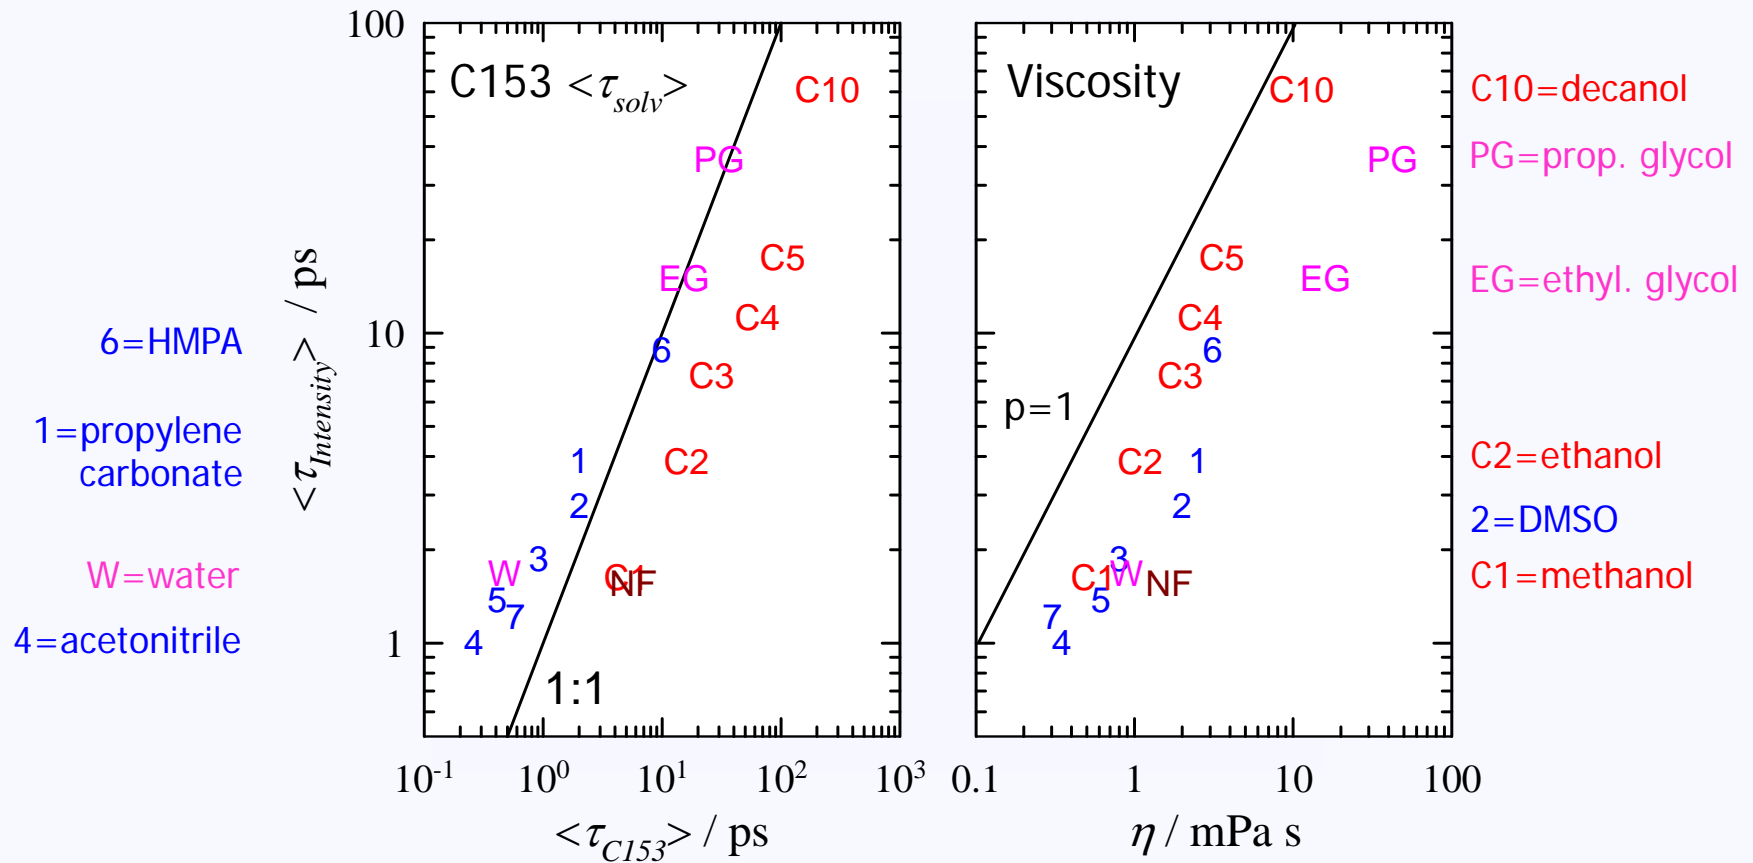 100
10
1
<τIntensity> / ps
C153 <τsolv>
C10
PG
C5
EG
C4
6
C3
1
C2
2
3
W
C1
NF
5
7
4
1:1
10-1
100
101
102
103
<τC153> / ps
Viscosity
C10
PG
C5
EG
C4
6
C3
p=1
C2
1
2
3
C1
W
NF
5
7
4
0.1
1
10
100
η / mPa s
6=HMPA
1=propylene
carbonate
W=water
4=acetonitrile
C10=decanol
PG=prop. glycol
EG=ethyl. glycol
C2=ethanol
2=DMSO
C1=methanol